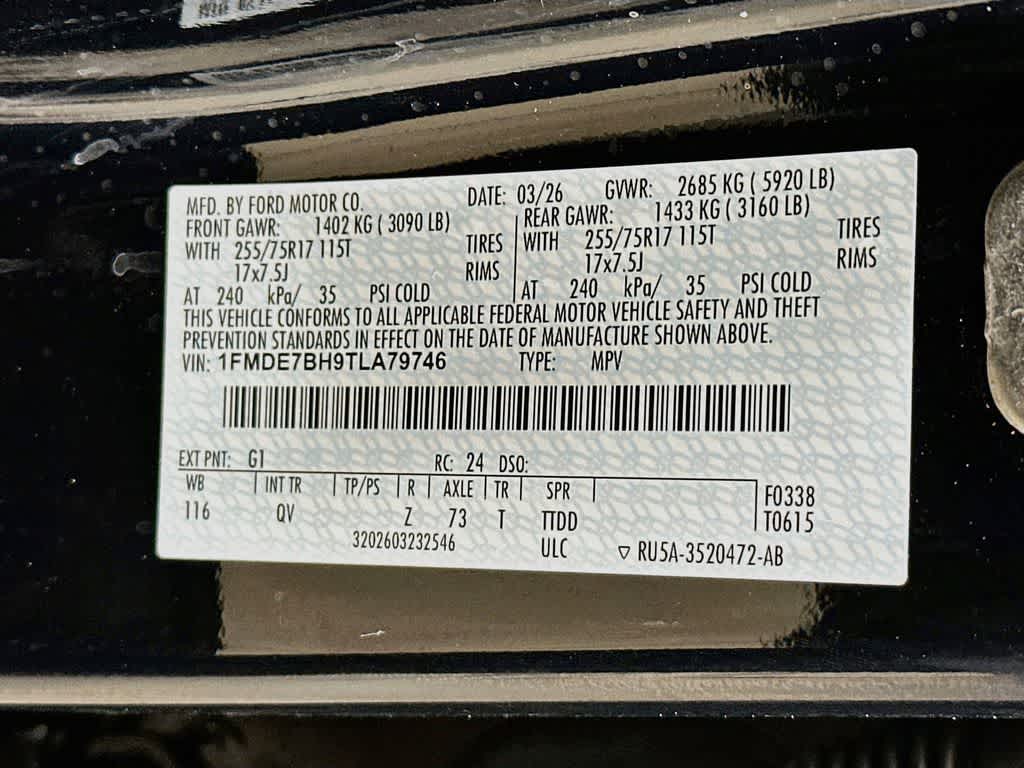 MFD. BY FORD MOTOR CO. DATE: 03/26 GVWR: 2685 KG ( 5920 LB)
FRONT GAWR: 1402 KG ( 3090 LB) REAR GAWR: 1433 KG ( 3160 LB)
WITH 255/75R17 115T TIRES WITH 255/75R17 115T TIRES
17x7.5J RIMS 17x7.5J RIMS
AT 240 kPa/ 35 PSI COLD AT 240 kPa/ 35 PSI COLD
THIS VEHICLE CONFORMS TO ALL APPLICABLE FEDERAL MOTOR VEHICLE SAFETY AND THEFT
PREVENTION STANDARDS IN EFFECT ON THE DATE OF MANUFACTURE SHOWN ABOVE.
VIN: 1FMDE7BH9TLA79746 TYPE: MPV
EXT PNT: G1 RC: 24 DSO:
WB INT TR TP/PS R AXLE TR SPR F0338
116 QV Z 73 T TTDD T0615
3202603232546 ULC ▽ RU5A-3520472-AB